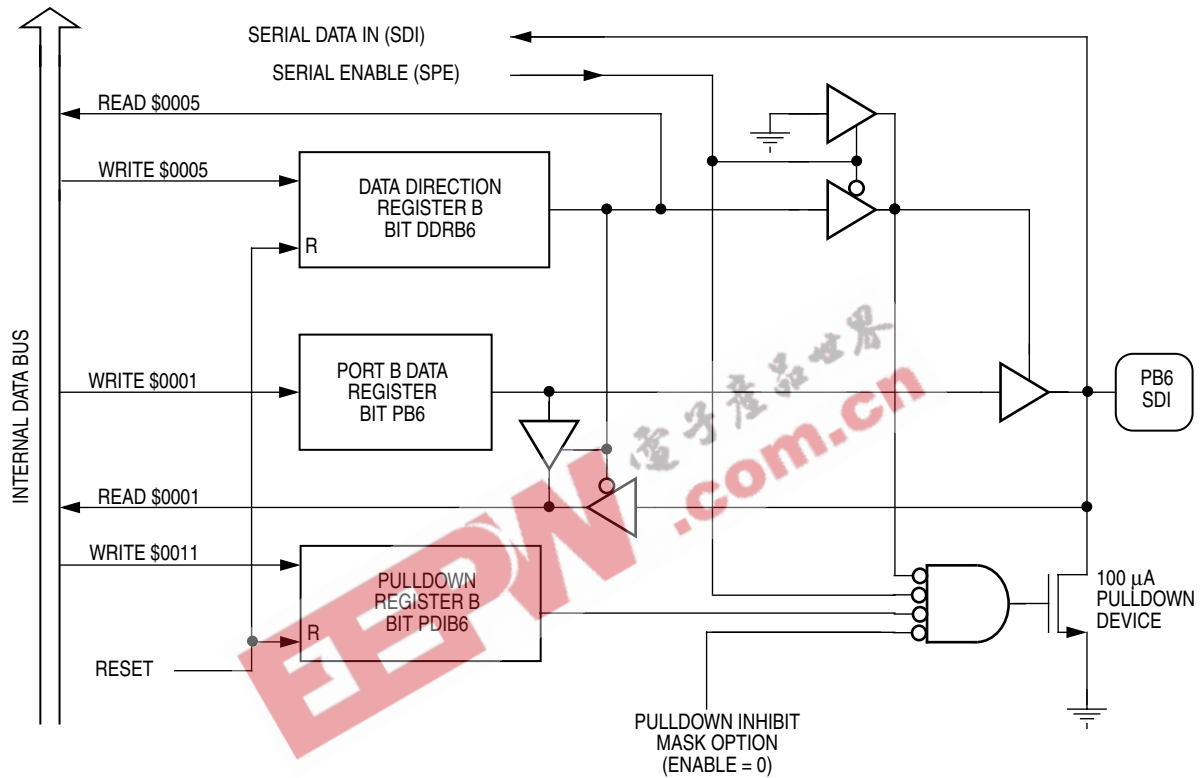 SERIAL DATA IN (SDI)
SERIAL ENABLE (SPE)
READ $0005
WRITE $0005
DATA DIRECTION
REGISTER B
BIT DDRB6
R
INTERNAL DATA BUS
WRITE $0001
PORT B DATA
REGISTER
BIT PB6
PB6
SDI
READ $0001
WRITE $0011
PULLDOWN
REGISTER B
BIT PDIB6
R
RESET
100 µA
PULLDOWN
DEVICE
PULLDOWN INHIBIT
MASK OPTION
(ENABLE = 0)
EEPW
.com.cn
電子產品世界